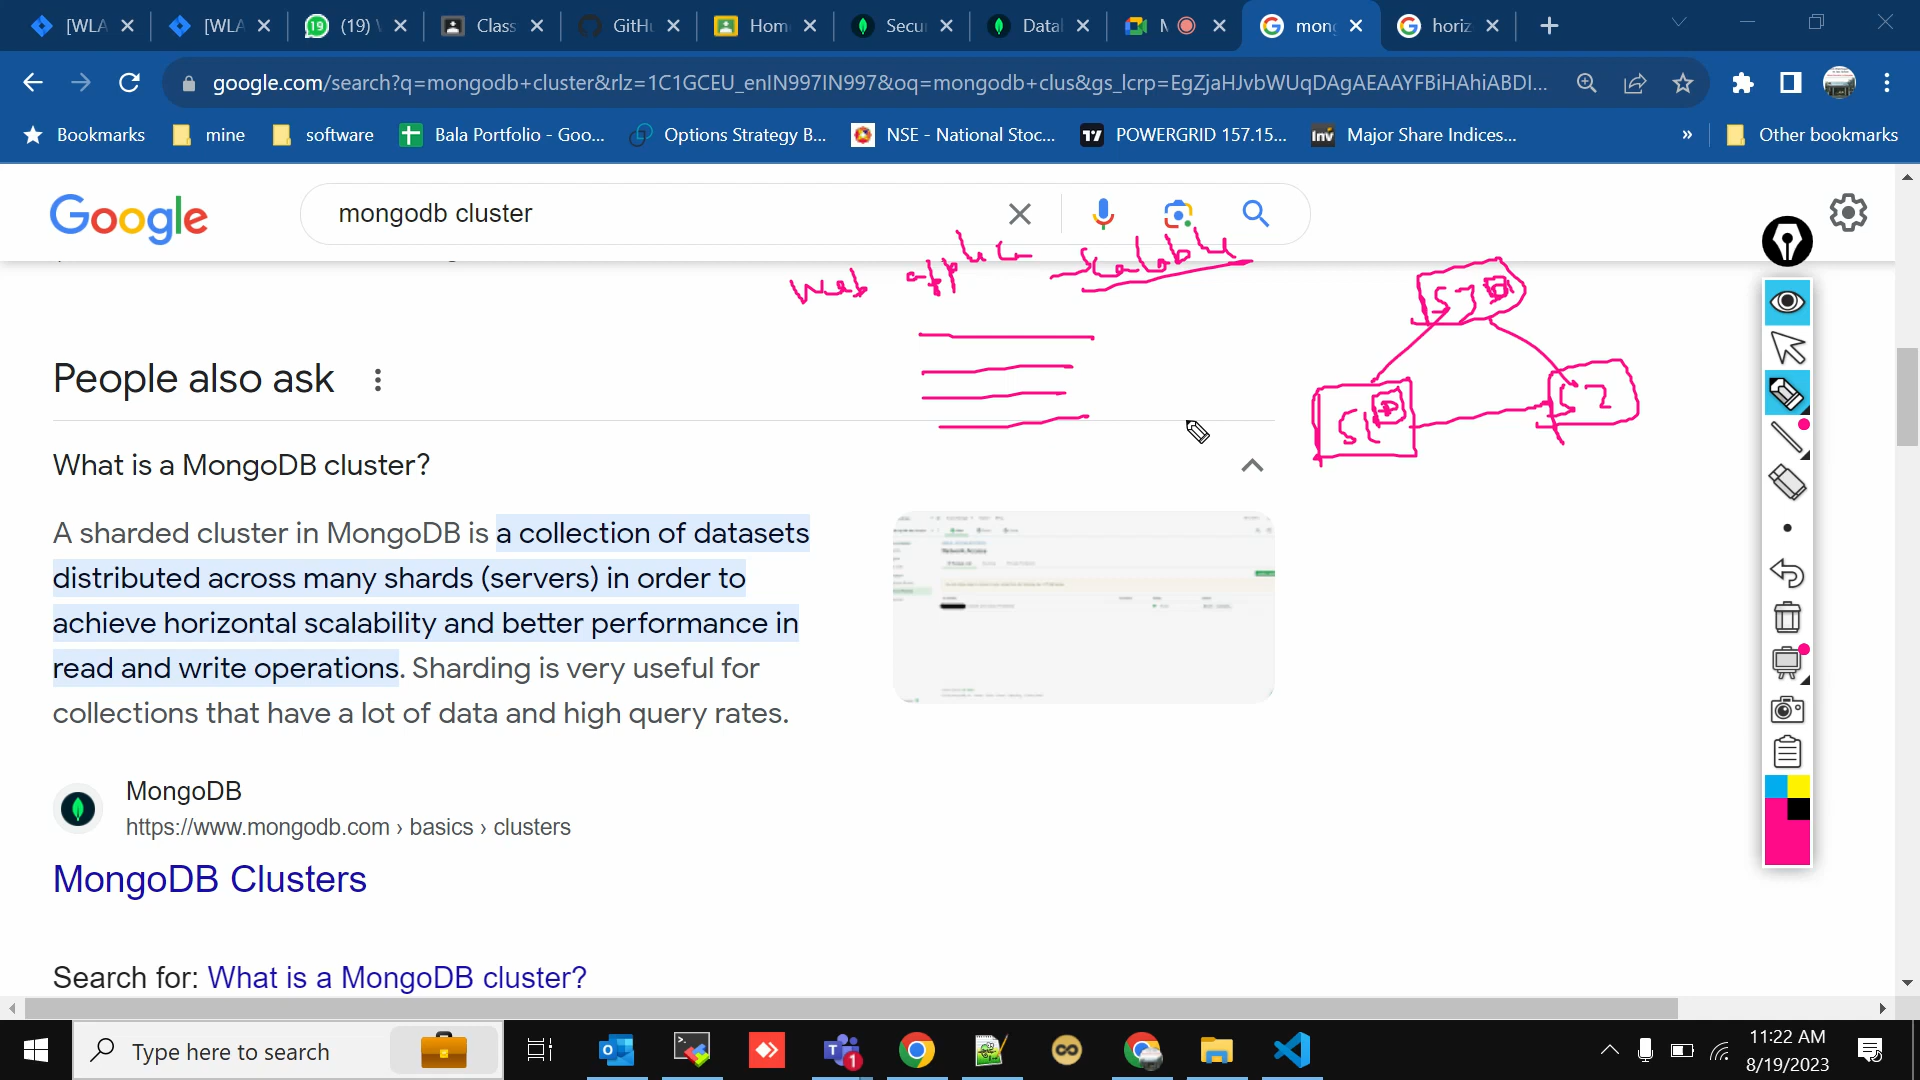 [WLA
[WLA
(19)
Class
GitH
Hom
Secu
Datal
M
mong
horiz
google.com/search?q=mongodb+cluster&rlz=1C1GCEU_enIN997IN997&oq=mongodb+clus&gs_lcrp=EgZjaHJvbWUqDAgAEAAYFBiHAhiABDI...
Bookmarks
mine
software
Bala Portfolio - Goo...
Options Strategy B...
NSE - National Stoc...
POWERGRID 157.15...
Major Share Indices...
»
Other bookmarks
Google
mongodb cluster
Web applica Scalable
S3 D
People also ask
S1 D
S2
What is a MongoDB cluster?
A sharded cluster in MongoDB is a collection of datasets
distributed across many shards (servers) in order to
achieve horizontal scalability and better performance in
read and write operations. Sharding is very useful for
collections that have a lot of data and high query rates.
Network Access
MongoDB
https://www.mongodb.com › basics › clusters
MongoDB Clusters
Search for: What is a MongoDB cluster?
Type here to search
11:22 AM
8/19/2023